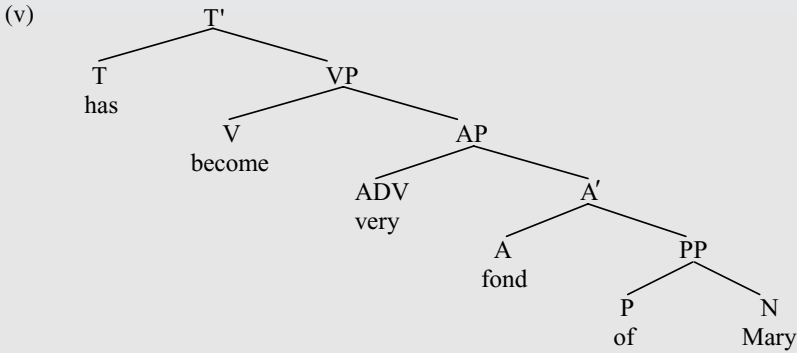 (v)
T'
T VP
has
V AP
become
ADV A′
very
A PP
fond
P N
of Mary